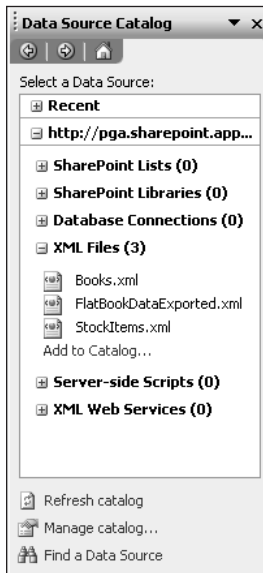 Data Source Catalog
Select a Data Source:
Recent
http://pga.sharepoint.app...
SharePoint Lists (0)
SharePoint Libraries (0)
Database Connections (0)
XML Files (3)
Books.xml
FlatBookDataExported.xml
StockItems.xml
Add to Catalog...
Server-side Scripts (0)
XML Web Services (0)
Refresh catalog
Manage catalog...
Find a Data Source